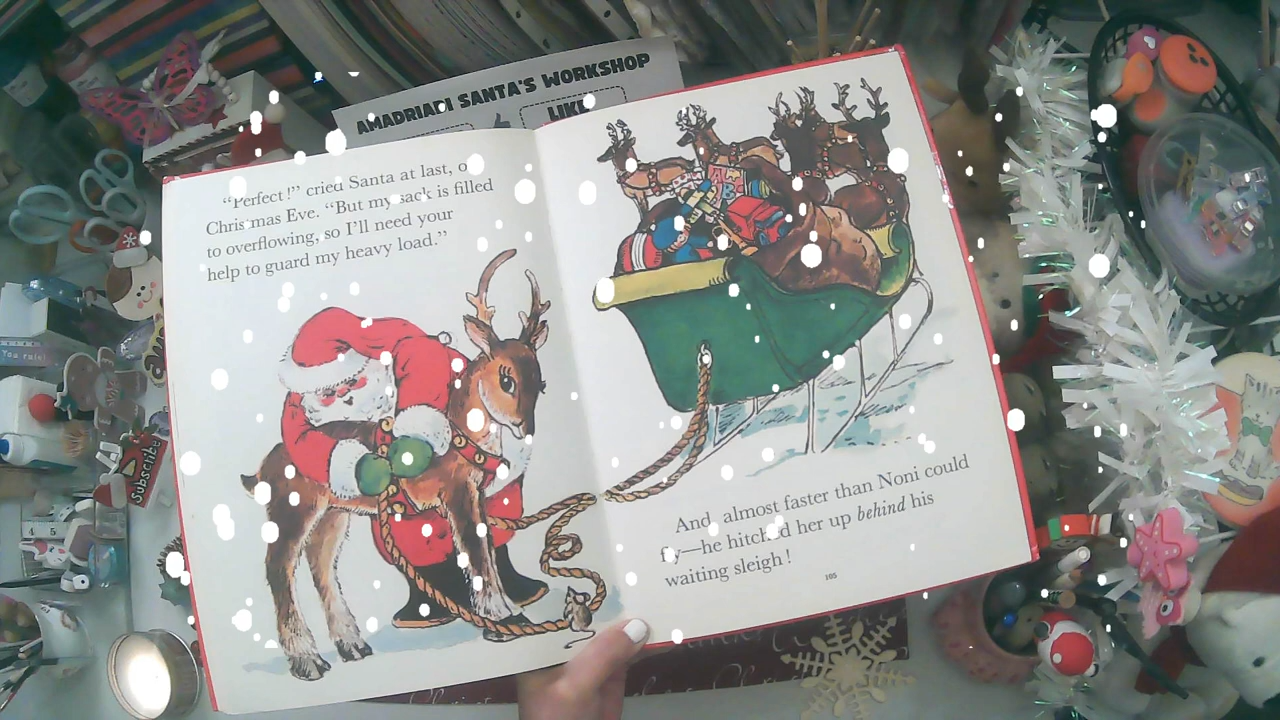 AMADRIADI SANTA'S WORKSHOP
LIKE
"Perfect!" cried Santa at last, on
Christmas Eve. "But my sack is filled
to overflowing, so I'll need your
help to guard my heavy load."
And, almost faster than Noni could
fly—he hitched her up behind his
waiting sleigh!
105
You rule!
Subscribe